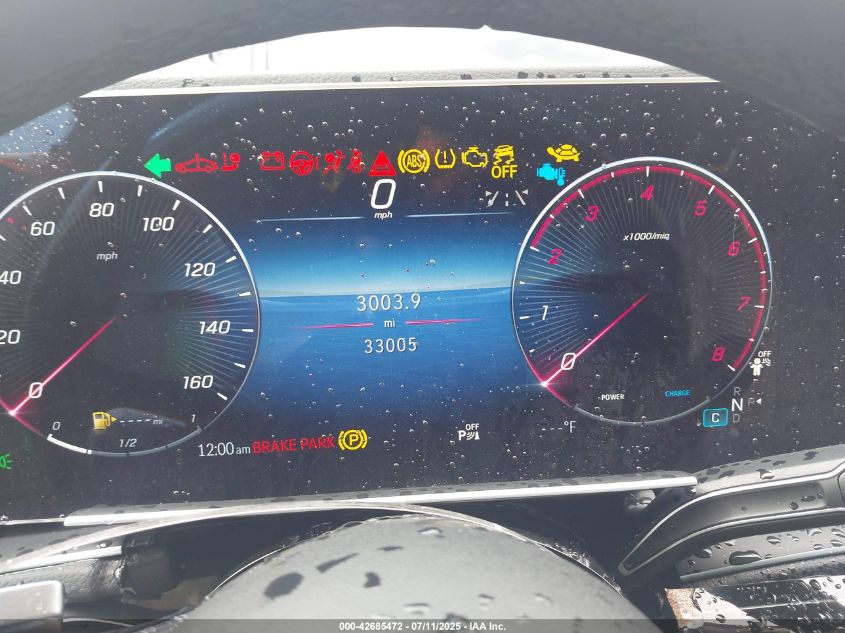 ABS
OFF
0
mph
80
60
100
40
120
20
140
0
160
mph
3003.9
mi
33005
x1000/min
1
2
3
4
5
6
7
8
0
POWER
CHARGE
OFF
R
N
P
D
C
0
1/2
1
--- mi
12:00 am BRAKE PARK
P
OFF
P
---°F
000-42685472 - 07/11/2025 - IAA Inc.